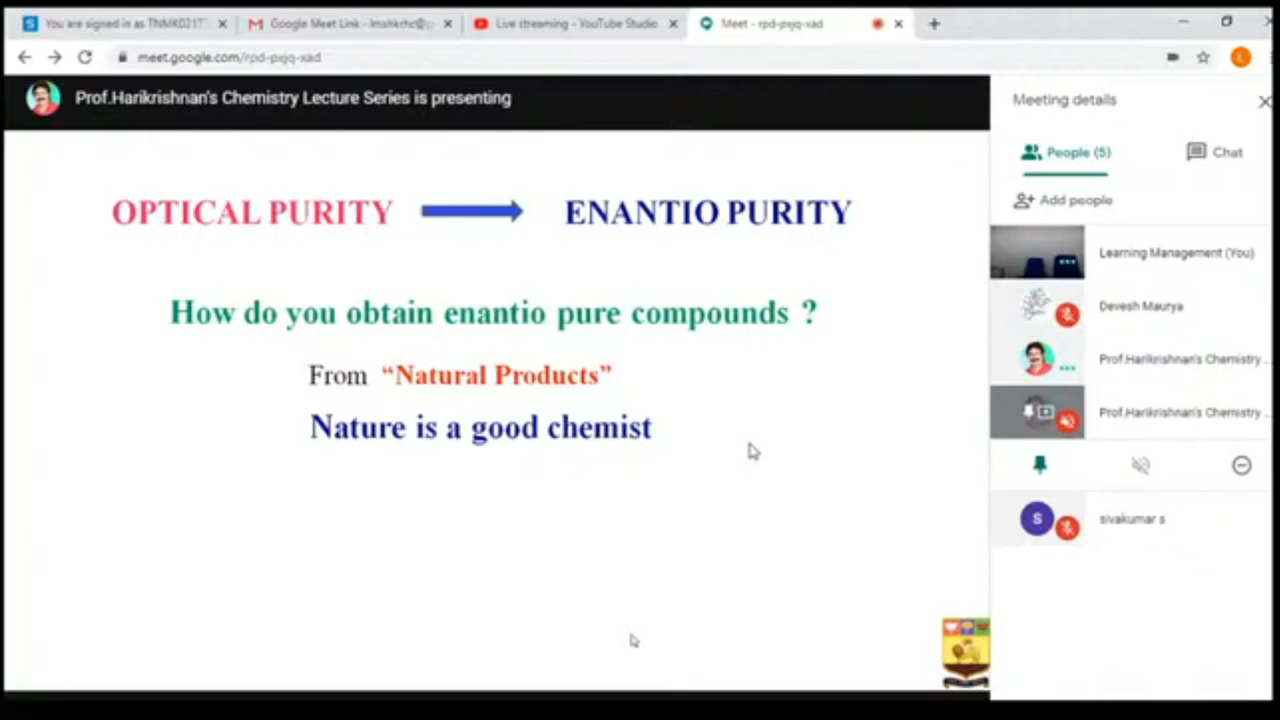 You are signed in as TNMK021T
Google Meet Link - lmshkrhc@g
Live streaming - YouTube Studio
Meet - rpd-pxjq-xad
meet.google.com/rpd-pxjq-xad
L
Prof.Harikrishnan's Chemistry Lecture Series is presenting
Meeting details
People (5)
Chat
Add people
OPTICAL PURITY
ENANTIO PURITY
How do you obtain enantio pure compounds ?
From “Natural Products”
Nature is a good chemist
Learning Management (You)
Devesh Maurya
Prof.Harikrishnan's Chemistry ...
Prof.Harikrishnan's Chemistry ...
S
sivakumar s